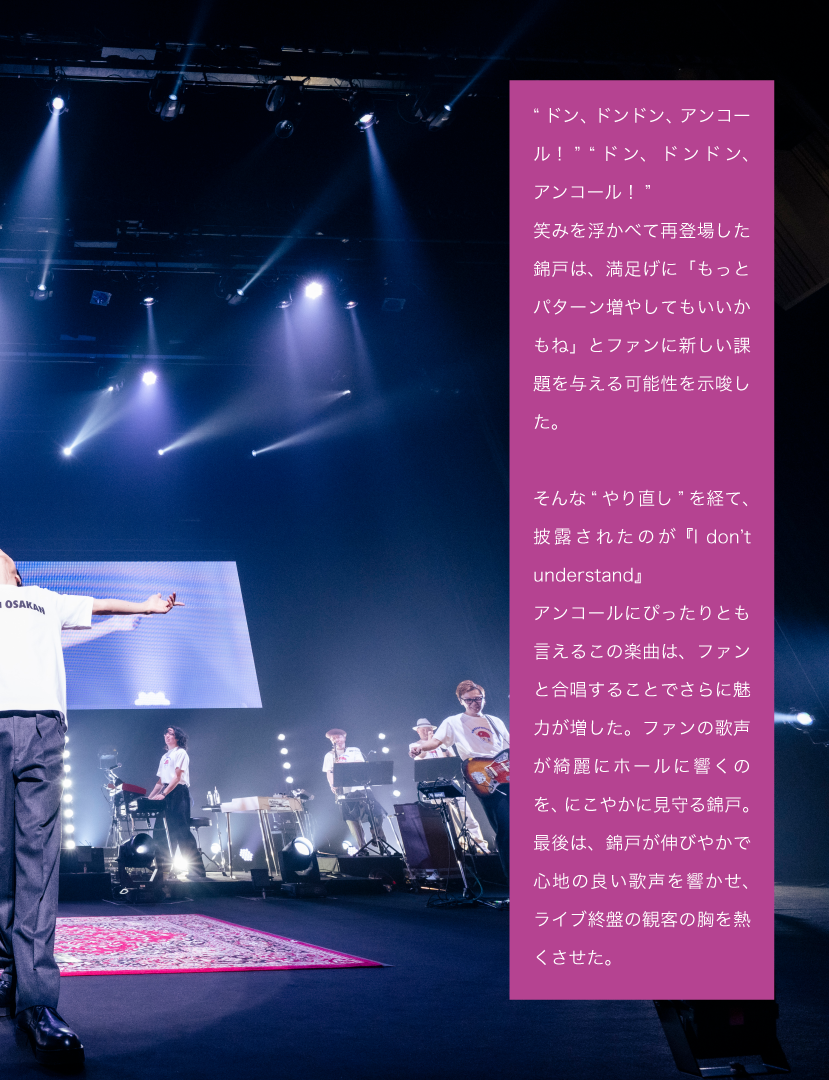 “ドン、ドンドン、アンコー
ル！”“ドン、ドンドン、
アンコール！”
笑みを浮かべて再登場した
錦戸は、満足げに「もっと
パターン増やしてもいいか
もね」とファンに新しい課
題を与える可能性を示唆し
た。
そんな“やり直し”を経て、
披露されたのが『I don’t
understand』
アンコールにぴったりとも
言えるこの楽曲は、ファン
と合唱することでさらに魅
力が増した。ファンの歌声
が綺麗にホールに響くの
を、にこやかに見守る錦戸。
最後は、錦戸が伸びやかで
心地の良い歌声を響かせ、
ライブ終盤の観客の胸を熱
くさせた。
OSAKAN